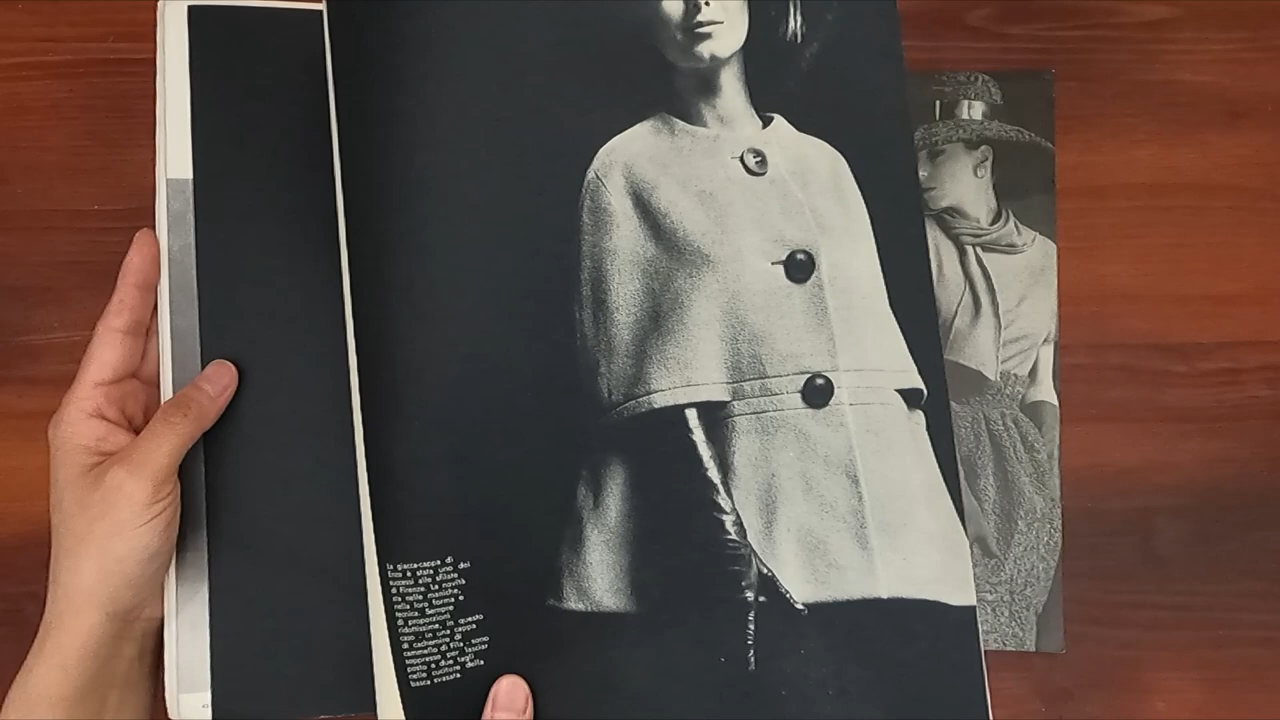 la giacca-cappa di
Enzo è stata uno dei
successi alle sfilate
di Firenze. La novità
sta nelle maniche,
nella loro forma e
tecnica. Sempre
di proporzioni
ridottissime, in questo
caso - in una cappa
di cachemire di
cammello di Fila - sono
soppresse per lasciar
posto a due tagli
nelle cuciture della
basca svasata